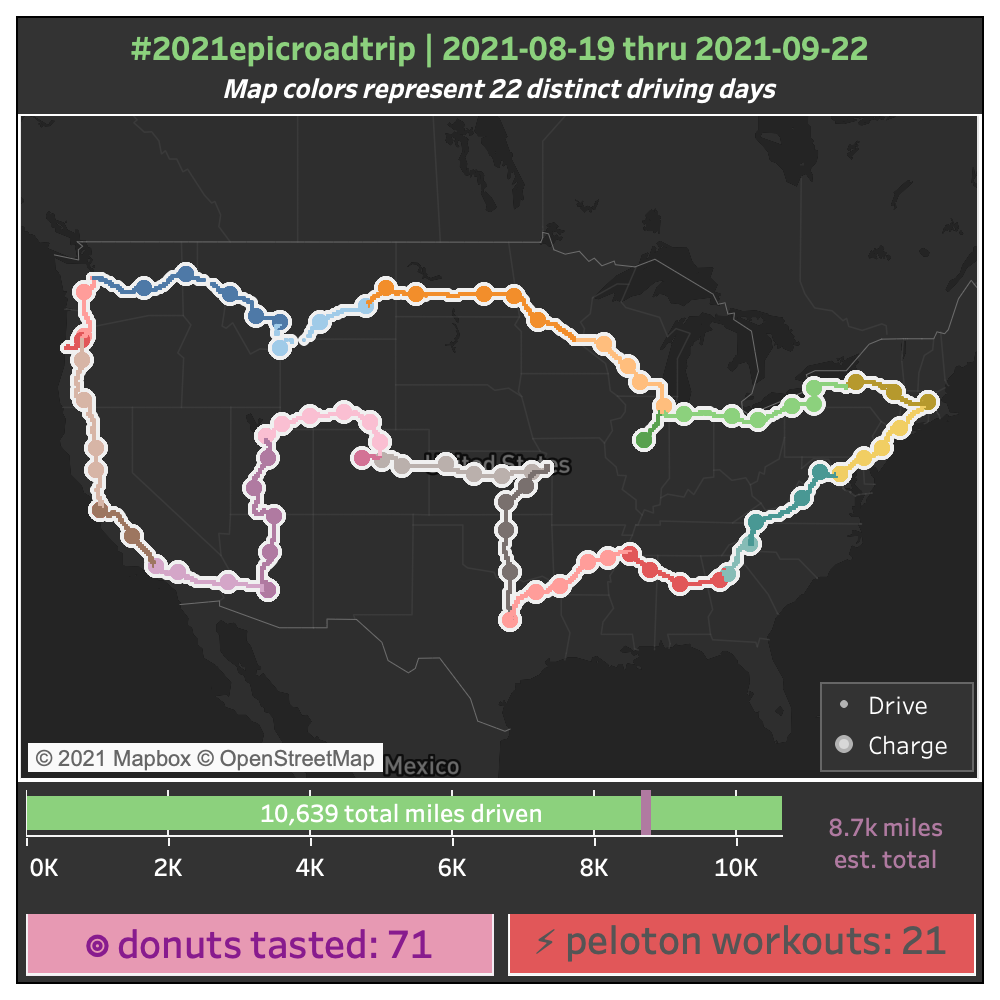 #2021epicroadtrip | 2021-08-19 thru 2021-09-22
Map colors represent 22 distinct driving days
United States
Drive
Charge
© 2021 Mapbox © OpenStreetMap
Mexico
10,639 total miles driven
8.7k miles
est. total
0K 2K 4K 6K 8K 10K
donuts tasted: 71
⚡ peloton workouts: 21